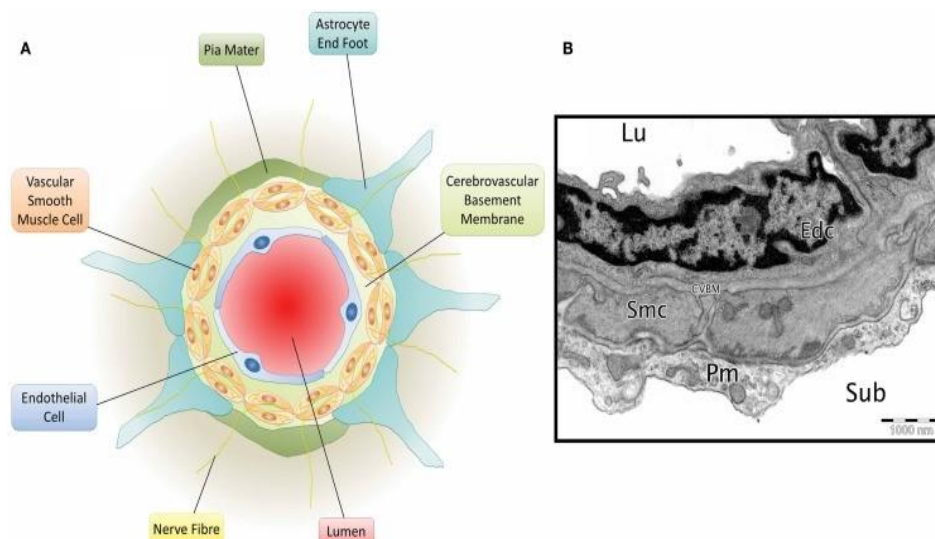 A
Pia Mater
Astrocyte
End Foot
Vascular
Smooth
Muscle Cell
Cerebrovascular
Basement
Membrane
Endothelial
Cell
Nerve Fibre
Lumen
B
Lu
Edc
CVBM
Smc
Pm
Sub
1000 nm